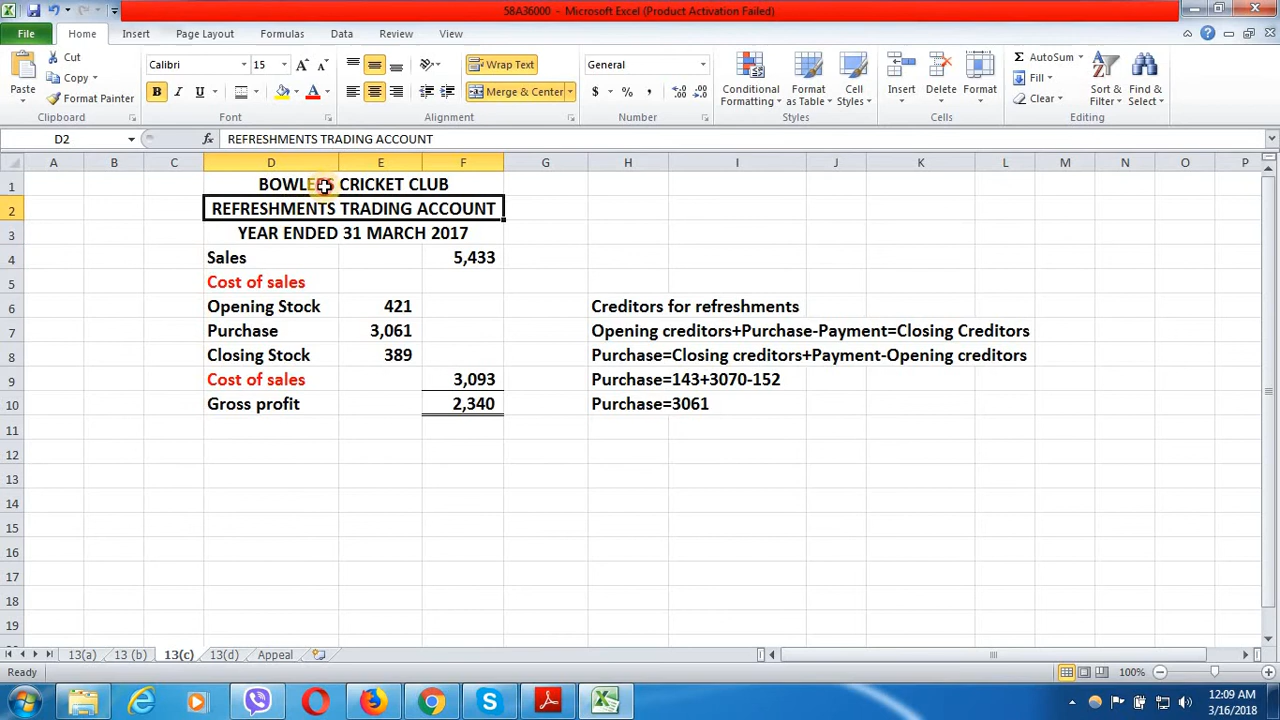 58A36000 - Microsoft Excel (Product Activation Failed)
File Home Insert Page Layout Formulas Data Review View
Cut
Copy
Format Painter
Paste
Clipboard
Calibri 15
B I U A
Font
Wrap Text
Merge & Center
Alignment
General
$ % ,
Number
Conditional Formatting
Format as Table
Cell Styles
Styles
Insert Delete Format
Cells
Σ AutoSum
Fill
Clear
Sort & Filter
Find & Select
Editing
D2 fx REFRESHMENTS TRADING ACCOUNT
A B C D E F G H I J K L M N O P
1 CRICKET CLUB
2 REFRESHMENTS TRADING ACCOUNT
3 YEAR ENDED 31 MARCH 2017
4 Sales 5,433
5 Cost of sales
6 Opening Stock 421 Creditors for refreshments
7 Purchase 3,061 Opening creditors+Purchase-Payment=Closing Creditors
8 Closing Stock 389 Purchase=Closing creditors+Payment-Opening creditors
9 Cost of sales 3,093 Purchase=143+3070-152
10 Gross profit 2,340 Purchase=3061
11
12
13
14
15
16
17
18
19
13(a) 13 (b) 13(c) 13(d) Appeal
Ready 100%
12:09 AM
3/16/2018